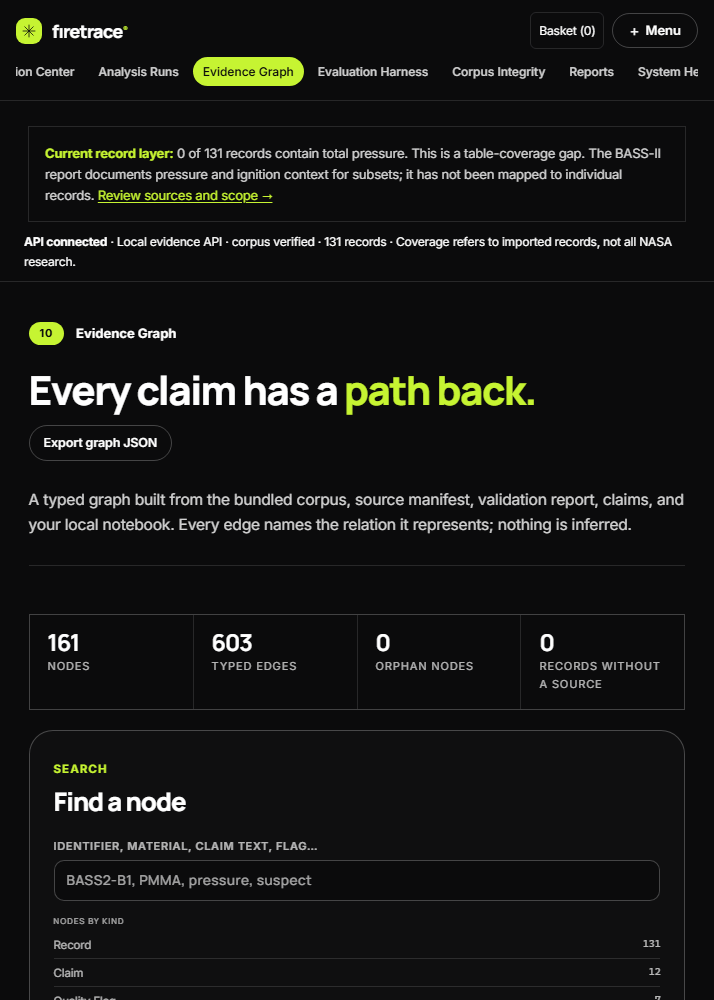 firetrace
Basket (0)
+ Menu
ion Center
Analysis Runs
Evidence Graph
Evaluation Harness
Corpus Integrity
Reports
System He
Current record layer: 0 of 131 records contain total pressure. This is a table-coverage gap. The BASS-II
report documents pressure and ignition context for subsets; it has not been mapped to individual
records. Review sources and scope →
API connected · Local evidence API · corpus verified · 131 records · Coverage refers to imported records, not all NASA
research.
10
Evidence Graph
Every claim has a path back.
Export graph JSON
A typed graph built from the bundled corpus, source manifest, validation report, claims, and
your local notebook. Every edge names the relation it represents; nothing is inferred.
161
NODES
603
TYPED EDGES
0
ORPHAN NODES
0
RECORDS WITHOUT
A SOURCE
SEARCH
Find a node
IDENTIFIER, MATERIAL, CLAIM TEXT, FLAG...
BASS2-B1, PMMA, pressure, suspect
NODES BY KIND
Record 131
Claim 12
Quality Flag 7